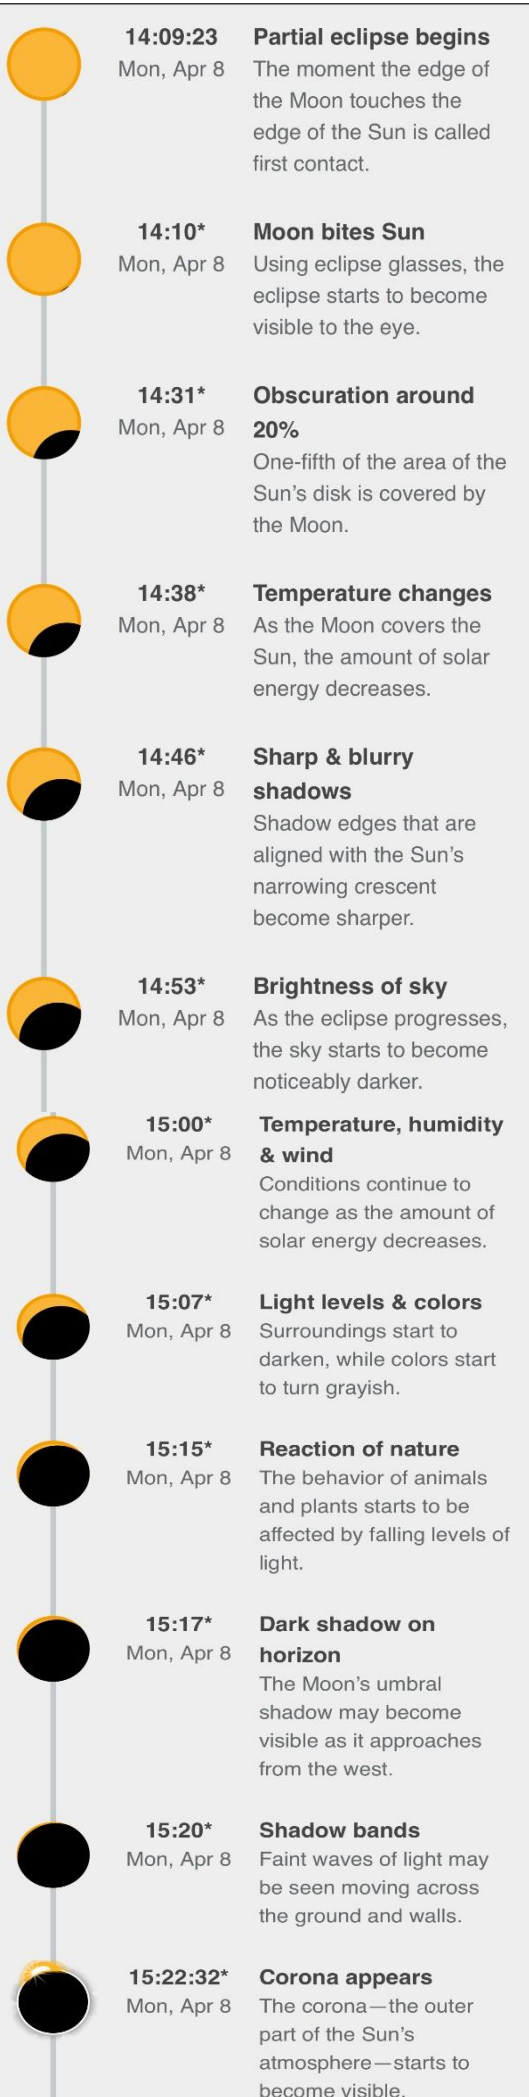 14:09:23 Partial eclipse begins
Mon, Apr 8 The moment the edge of
the Moon touches the
edge of the Sun is called
first contact.
14:10* Moon bites Sun
Mon, Apr 8 Using eclipse glasses, the
eclipse starts to become
visible to the eye.
14:31* Obscuration around
Mon, Apr 8 20%
One-fifth of the area of the
Sun's disk is covered by
the Moon.
14:38* Temperature changes
Mon, Apr 8 As the Moon covers the
Sun, the amount of solar
energy decreases.
14:46* Sharp & blurry
Mon, Apr 8 shadows
Shadow edges that are
aligned with the Sun's
narrowing crescent
become sharper.
14:53* Brightness of sky
Mon, Apr 8 As the eclipse progresses,
the sky starts to become
noticeably darker.
15:00* Temperature, humidity
Mon, Apr 8 & wind
Conditions continue to
change as the amount of
solar energy decreases.
15:07* Light levels & colors
Mon, Apr 8 Surroundings start to
darken, while colors start
to turn grayish.
15:15* Reaction of nature
Mon, Apr 8 The behavior of animals
and plants starts to be
affected by falling levels of
light.
15:17* Dark shadow on
Mon, Apr 8 horizon
The Moon's umbral
shadow may become
visible as it approaches
from the west.
15:20* Shadow bands
Mon, Apr 8 Faint waves of light may
be seen moving across
the ground and walls.
15:22:32* Corona appears
Mon, Apr 8 The corona—the outer
part of the Sun's
atmosphere—starts to
become visible.